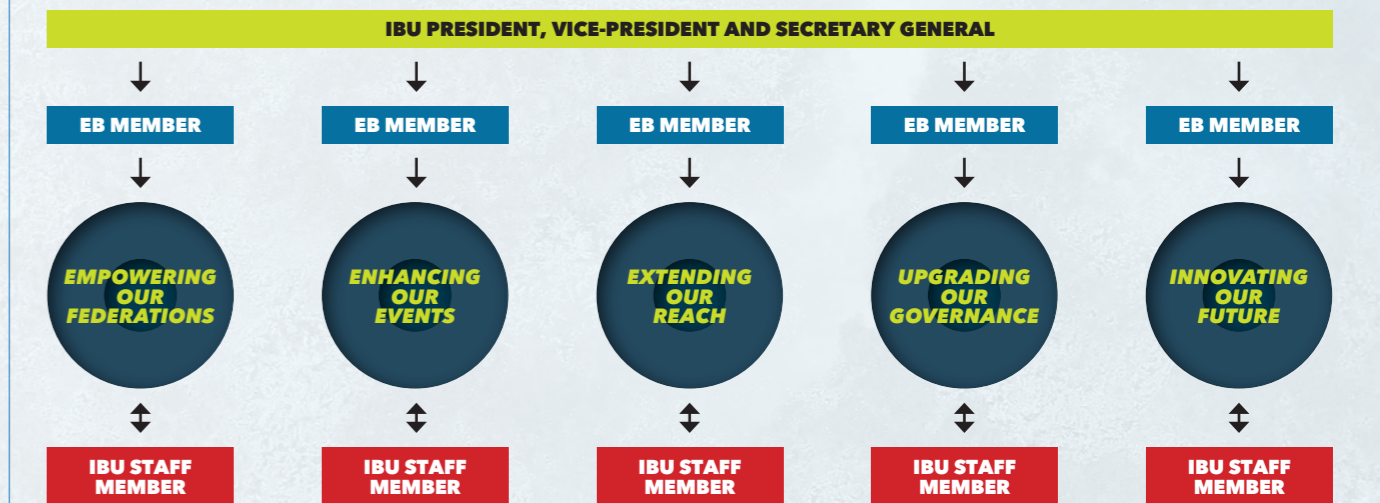 IBU PRESIDENT, VICE-PRESIDENT AND SECRETARY GENERAL
EB MEMBER
EB MEMBER
EB MEMBER
EB MEMBER
EB MEMBER
EMPOWERING
OUR
FEDERATIONS
ENHANCING
OUR
EVENTS
EXTENDING
OUR
REACH
UPGRADING
OUR
GOVERNANCE
INNOVATING
OUR
FUTURE
IBU STAFF
MEMBER
IBU STAFF
MEMBER
IBU STAFF
MEMBER
IBU STAFF
MEMBER
IBU STAFF
MEMBER